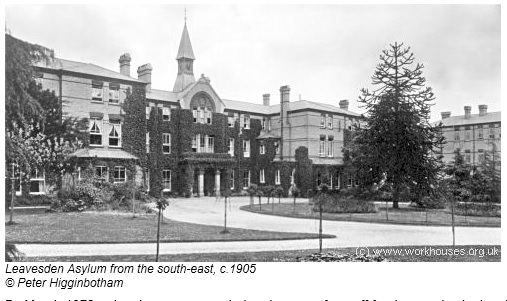 (c) www.workhouses.org.uk
Leavesden Asylum from the south-east, c.1905
© Peter Higginbotham